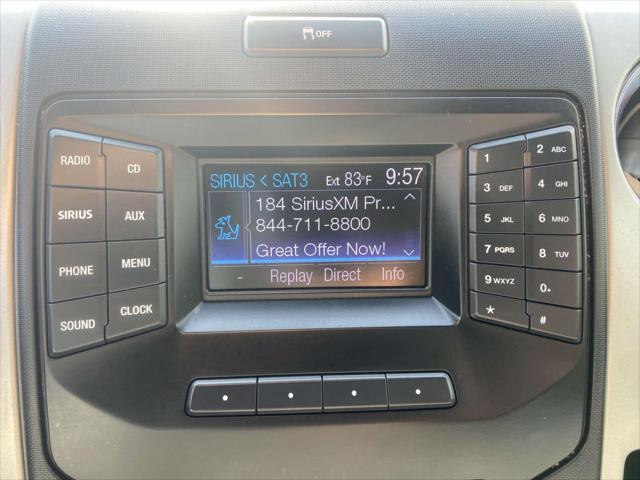 OFF
SIRIUS < SAT3 Ext 83°F 9:57
184 SiriusXM Pr...
844-711-8800
Great Offer Now!
- Replay Direct Info
RADIO CD
SIRIUS AUX
PHONE MENU
SOUND CLOCK
1 2 ABC
3 DEF 4 GHI
5 JKL 6 MNO
7 PQRS 8 TUV
9 WXYZ 0+
* #